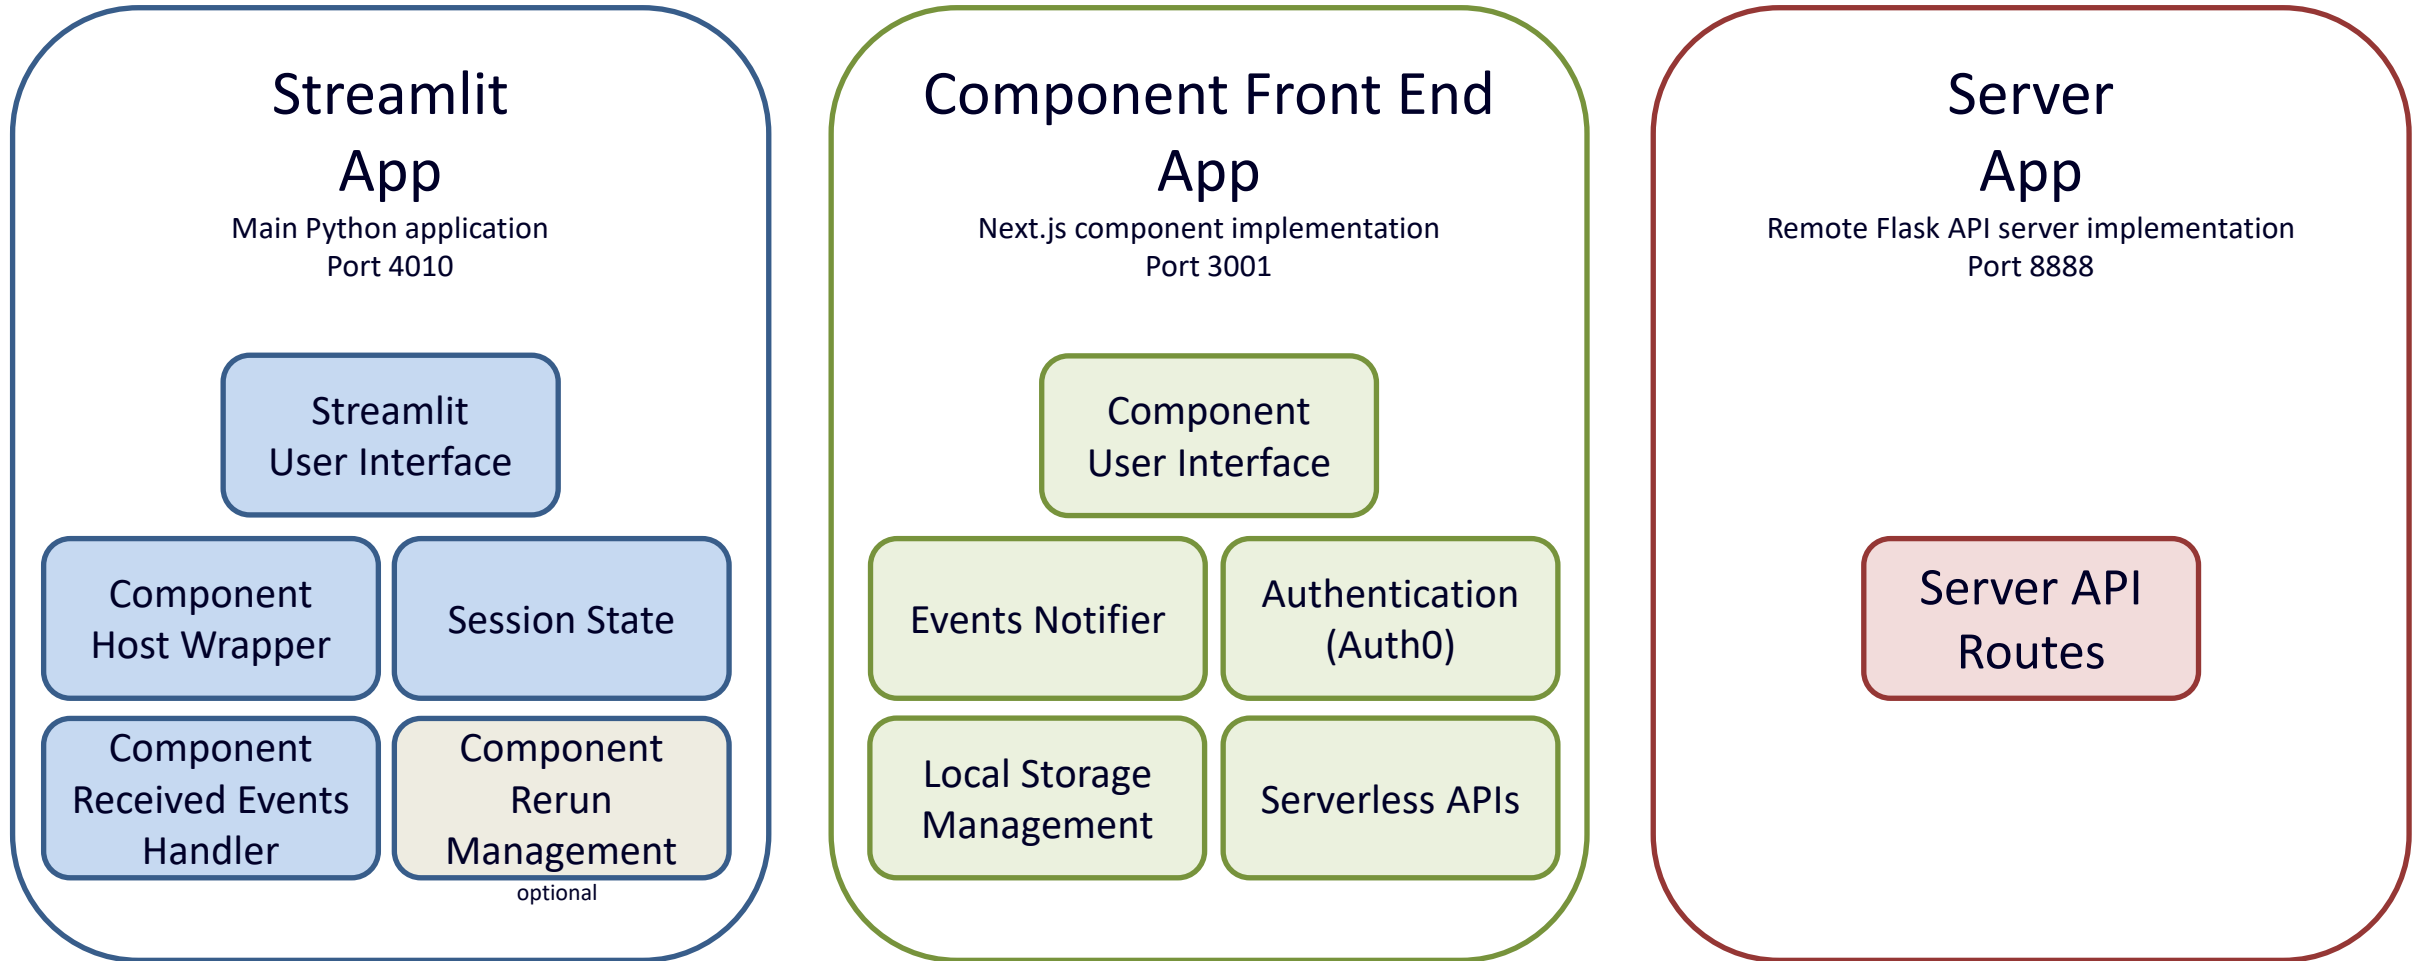 Streamlit
App
Main Python application
Port 4010
Streamlit
User Interface
Component
Host Wrapper
Session State
Component
Received Events
Handler
Component
Rerun
Management
optional
Component Front End
App
Next.js component implementation
Port 3001
Component
User Interface
Events Notifier
Authentication
(Auth0)
Local Storage
Management
Serverless APIs
Server
App
Remote Flask API server implementation
Port 8888
Server API
Routes